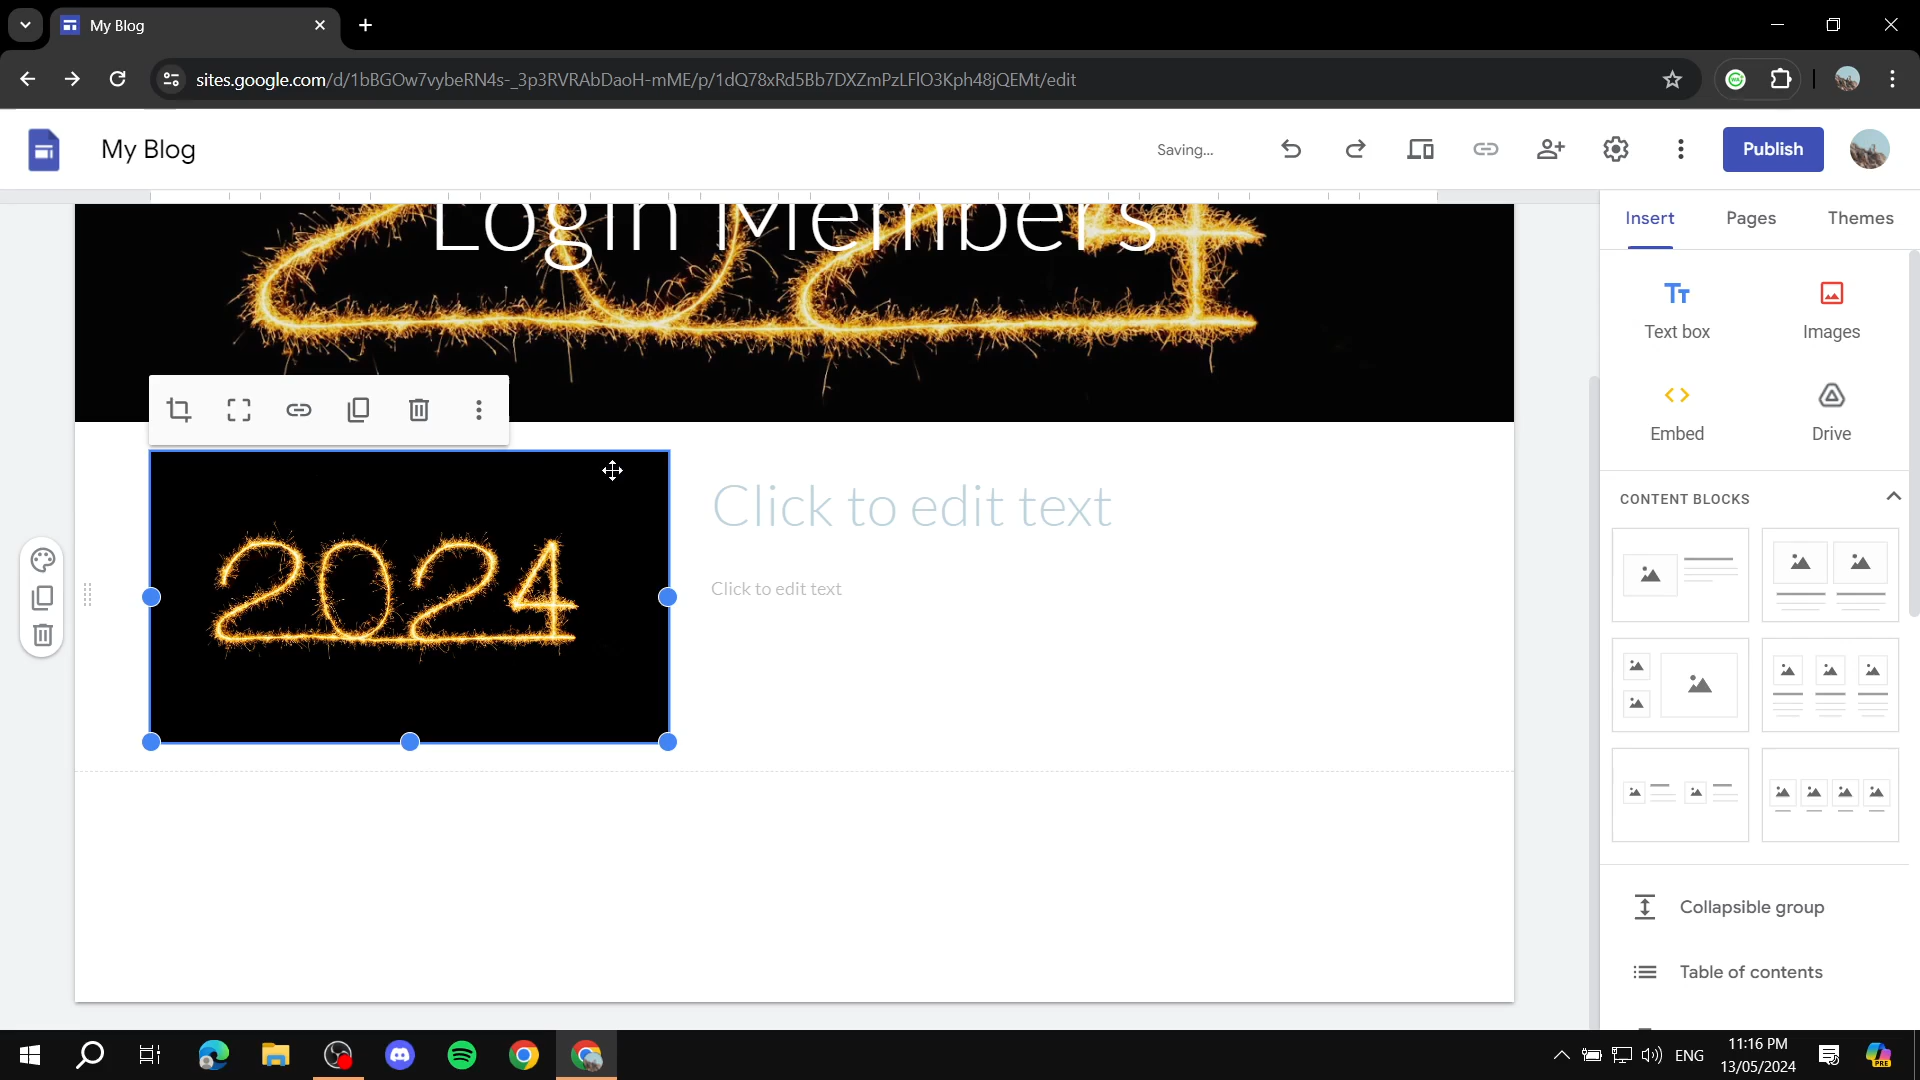 My Blog
sites.google.com/d/1bBGOw7vybeRN4s-_3p3RVRAbDaoH-mME/p/1dQ78xRd5Bb7DXZmPzLFlO3Kph48jQEMt/edit
My Blog
Saving...
Publish
Login Members
Insert
Pages
Themes
Text box
Images
Embed
Drive
2024
Click to edit text
Click to edit text
CONTENT BLOCKS
Collapsible group
Table of contents
ENG
11:16 PM
13/05/2024
PRE